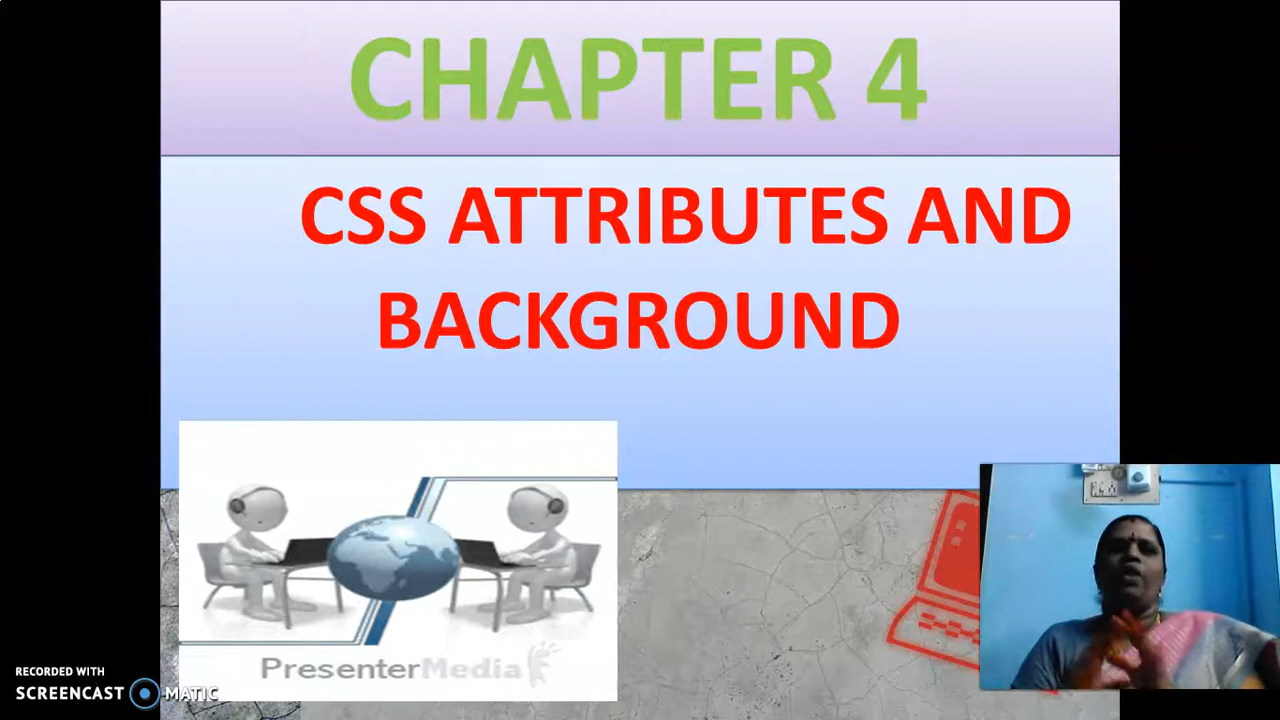 CHAPTER 4
CSS ATTRIBUTES AND
BACKGROUND
PresenterMedia
RECORDED WITH
SCREENCAST MATIC